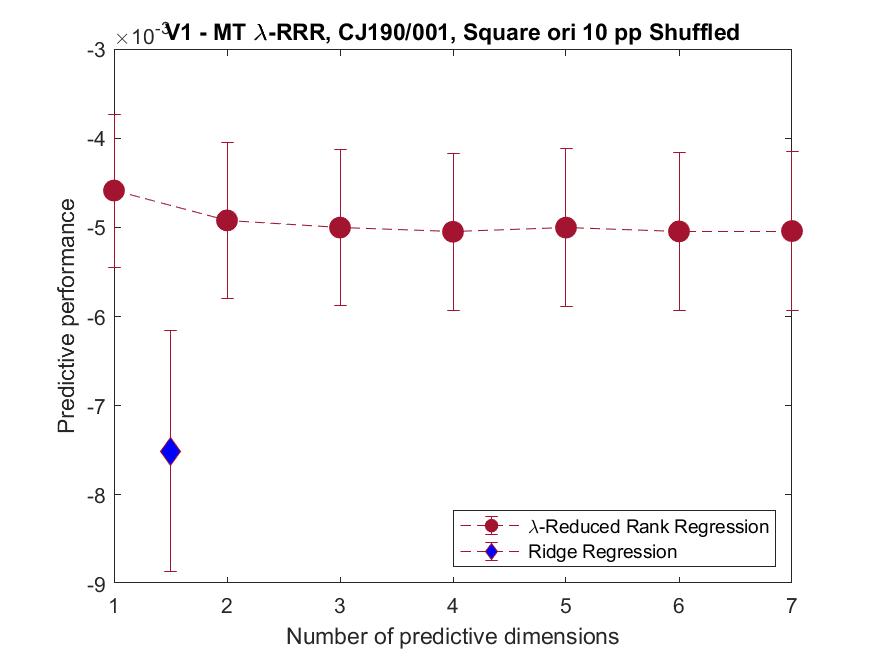 ×10-3
V1 - MT λ-RRR, CJ190/001, Square ori 10 pp Shuffled
-3
-4
-5
-6
-7
-8
-9
Predictive performance
λ-Reduced Rank Regression
Ridge Regression
1 2 3 4 5 6 7
Number of predictive dimensions